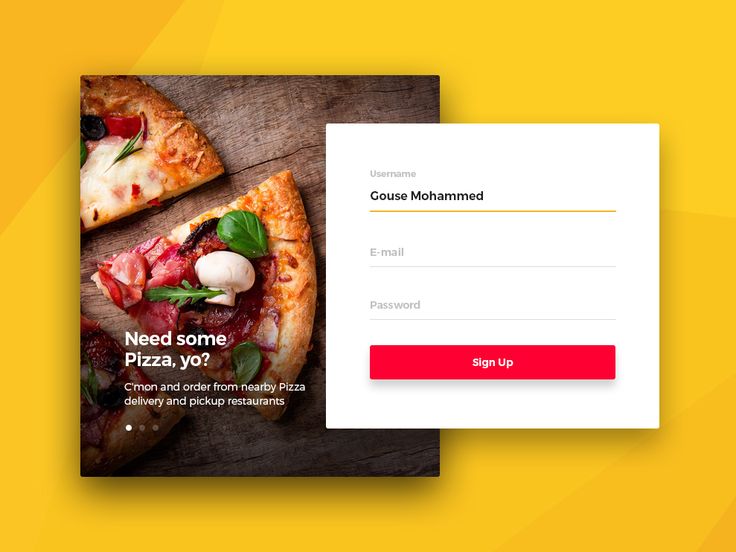 Need some
Pizza, yo?
C'mon and order from nearby Pizza
delivery and pickup restaurants
Username
Gouse Mohammed
E-mail
Password
Sign Up